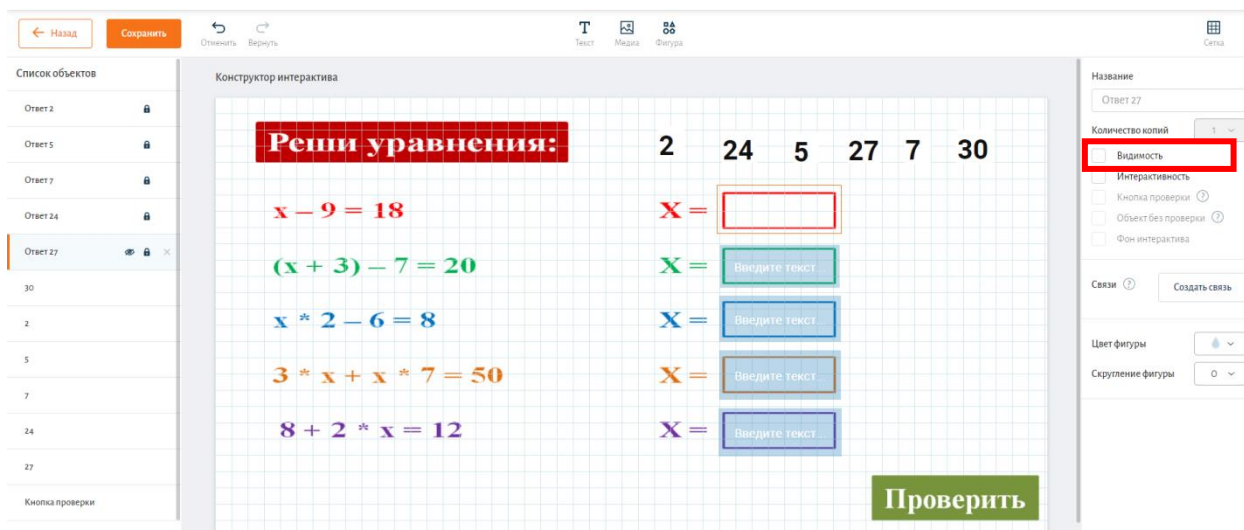 Назад
Сохранить
Отменить
Вернуть
Текст
Медиа
Фигура
Сетка
Список объектов
Ответ 2
Ответ 5
Ответ 7
Ответ 24
Ответ 27
30
2
5
7
24
27
Кнопка проверки
Конструктор интерактива
Реши уравнения:
2 24 5 27 7 30
x – 9 = 18 X =
(x + 3) – 7 = 20 X = Введите текст...
x * 2 – 6 = 8 X = Введите текст...
3 * x + x * 7 = 50 X = Введите текст...
8 + 2 * x = 12 X = Введите текст...
Проверить
Название
Ответ 27
Количество копий 1
Видимость
Интерактивность
Кнопка проверки ?
Объект без проверки ?
Фон интерактива
Связи ? Создать связь
Цвет фигуры
Скругление фигуры 0